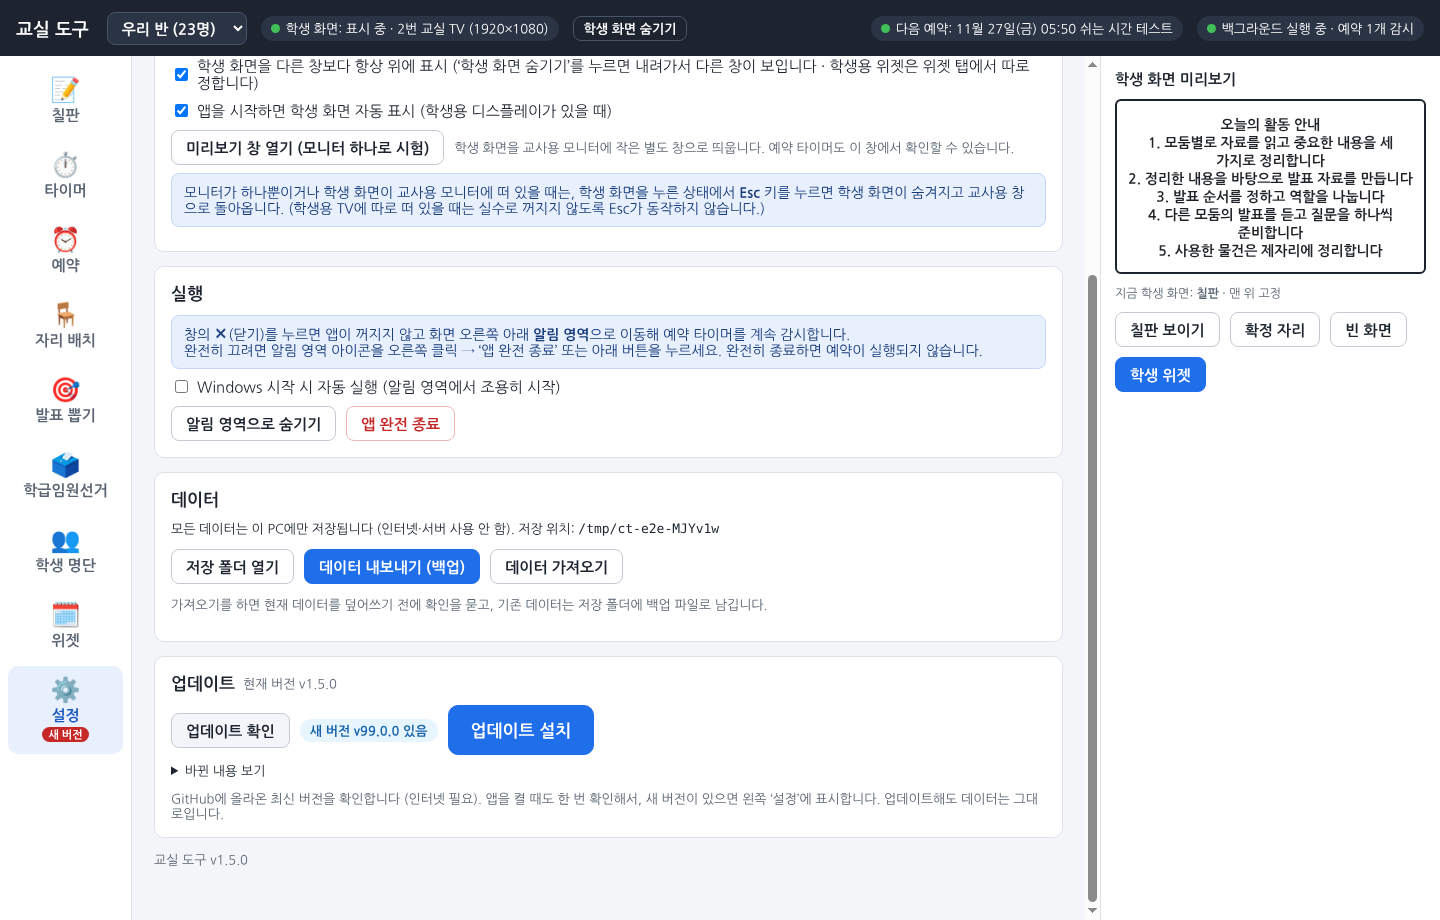 교실 도구
우리 반 (23명)
학생 화면: 표시 중 · 2번 교실 TV (1920×1080)
학생 화면 숨기기
다음 예약: 11월 27일(금) 05:50 쉬는 시간 테스트
백그라운드 실행 중 · 예약 1개 감시
칠판
타이머
예약
자리 배치
발표 뽑기
학급임원선거
학생 명단
위젯
설정
새 버전
학생 화면을 다른 창보다 항상 위에 표시 ('학생 화면 숨기기'를 누르면 내려가서 다른 창이 보입니다 · 학생용 위젯은 위젯 탭에서 따로
정합니다)
앱을 시작하면 학생 화면 자동 표시 (학생용 디스플레이가 있을 때)
미리보기 창 열기 (모니터 하나로 시험)
학생 화면을 교사용 모니터에 작은 별도 창으로 띄웁니다. 예약 타이머도 이 창에서 확인할 수 있습니다.
모니터가 하나뿐이거나 학생 화면이 교사용 모니터에 떠 있을 때는, 학생 화면을 누른 상태에서 Esc 키를 누르면 학생 화면이 숨겨지고 교사용 창
으로 돌아옵니다. (학생용 TV에 따로 떠 있을 때는 실수로 꺼지지 않도록 Esc가 동작하지 않습니다.)
실행
창의 ✕(닫기)를 누르면 앱이 꺼지지 않고 화면 오른쪽 아래 알림 영역으로 이동해 예약 타이머를 계속 감시합니다.
완전히 끄려면 알림 영역 아이콘을 오른쪽 클릭 → '앱 완전 종료' 또는 아래 버튼을 누르세요. 완전히 종료하면 예약이 실행되지 않습니다.
Windows 시작 시 자동 실행 (알림 영역에서 조용히 시작)
알림 영역으로 숨기기
앱 완전 종료
데이터
모든 데이터는 이 PC에만 저장됩니다 (인터넷·서버 사용 안 함). 저장 위치: /tmp/ct-e2e-MJYv1w
저장 폴더 열기
데이터 내보내기 (백업)
데이터 가져오기
가져오기를 하면 현재 데이터를 덮어쓰기 전에 확인을 묻고, 기존 데이터는 저장 폴더에 백업 파일로 남깁니다.
업데이트 현재 버전 v1.5.0
업데이트 확인
새 버전 v99.0.0 있음
업데이트 설치
바뀐 내용 보기
GitHub에 올라온 최신 버전을 확인합니다 (인터넷 필요). 앱을 켤 때도 한 번 확인해서, 새 버전이 있으면 왼쪽 '설정'에 표시합니다. 업데이트해도 데이터는 그대
로입니다.
교실 도구 v1.5.0
학생 화면 미리보기
오늘의 활동 안내
1. 모둠별로 자료를 읽고 중요한 내용을 세
가지로 정리합니다
2. 정리한 내용을 바탕으로 발표 자료를 만듭니다
3. 발표 순서를 정하고 역할을 나눕니다
4. 다른 모둠의 발표를 듣고 질문을 하나씩
준비합니다
5. 사용한 물건은 제자리에 정리합니다
지금 학생 화면: 칠판 · 맨 위 고정
칠판 보이기
확정 자리
빈 화면
학생 위젯